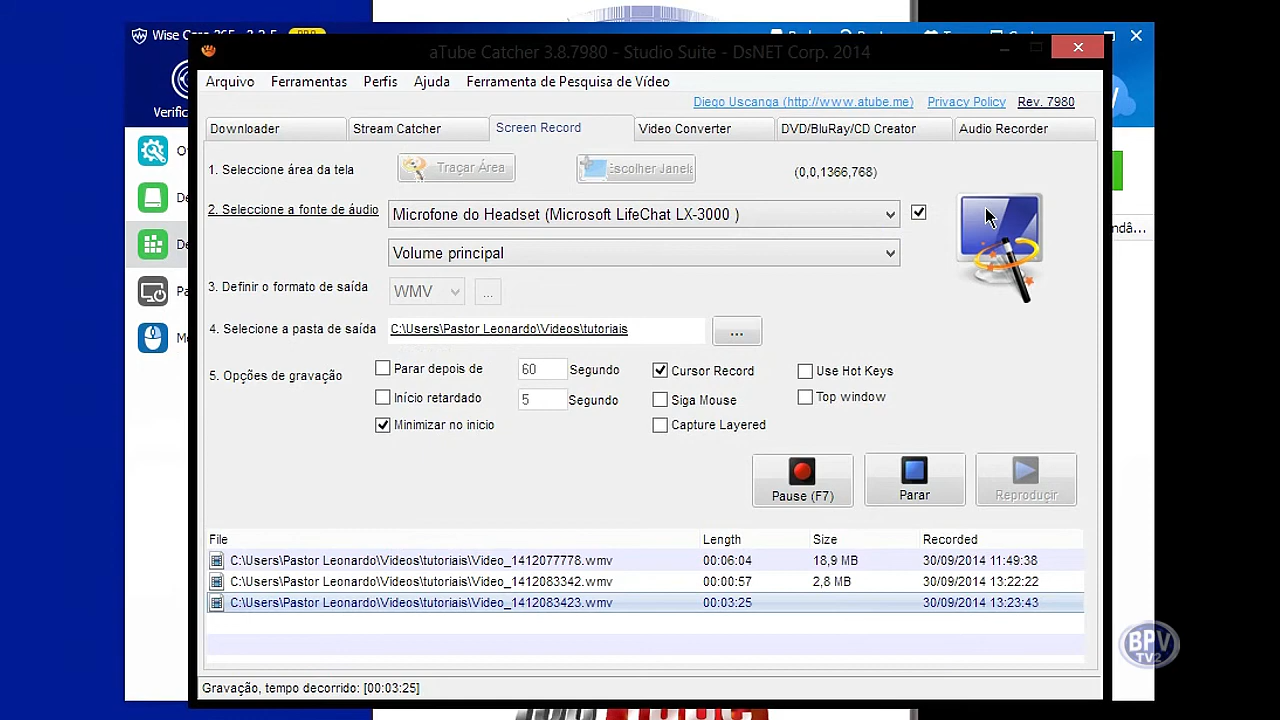 Wise Care 365
aTube Catcher 3.8.7980 - Studio Suite - DsNET Corp. 2014
Arquivo Ferramentas Perfis Ajuda Ferramenta de Pesquisa de Vídeo
Diego Uscanga (http://www.atube.me) Privacy Policy Rev. 7980
Downloader Stream Catcher Screen Record Video Converter DVD/BluRay/CD Creator Audio Recorder
1. Seleccione área da tela Traçar Área Escolher Janela (0,0,1366,768)
2. Seleccione a fonte de áudio Microfone do Headset (Microsoft LifeChat LX-3000 )
Volume principal
3. Definir o formato de saída WMV ...
4. Selecione a pasta de saída C:\Users\Pastor Leonardo\Videos\tutoriais ...
5. Opções de gravação
Parar depois de 60 Segundo Cursor Record Use Hot Keys
Início retardado 5 Segundo Siga Mouse Top window
Minimizar no inicio Capture Layered
Pause (F7) Parar Reproduçir
File Length Size Recorded
C:\Users\Pastor Leonardo\Videos\tutoriais\Video_1412077778.wmv 00:06:04 18,9 MB 30/09/2014 11:49:38
C:\Users\Pastor Leonardo\Videos\tutoriais\Video_1412083342.wmv 00:00:57 2,8 MB 30/09/2014 13:22:22
C:\Users\Pastor Leonardo\Videos\tutoriais\Video_1412083423.wmv 00:03:25 30/09/2014 13:23:43
BPV
TV2
Gravação, tempo decorrido: [00:03:25]